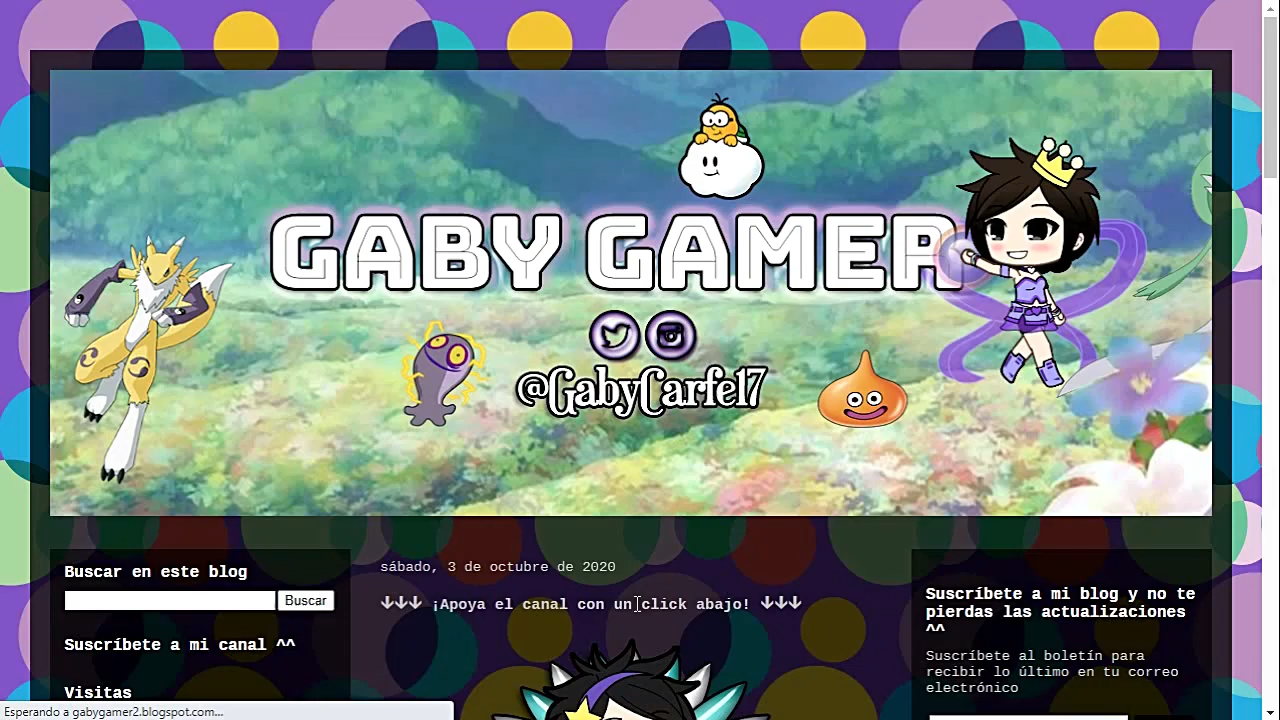 GABY GAMER
@GabyCarfe17
Buscar en este blog
Buscar
Suscríbete a mi canal ^^
Visitas
sábado, 3 de octubre de 2020
↓↓↓ ¡Apoya el canal con un click abajo! ↓↓↓
Suscríbete a mi blog y no te
pierdas las actualizaciones
^^
Suscríbete al boletín para
recibir lo último en tu correo
electrónico
Esperando a gabygamer2.blogspot.com...